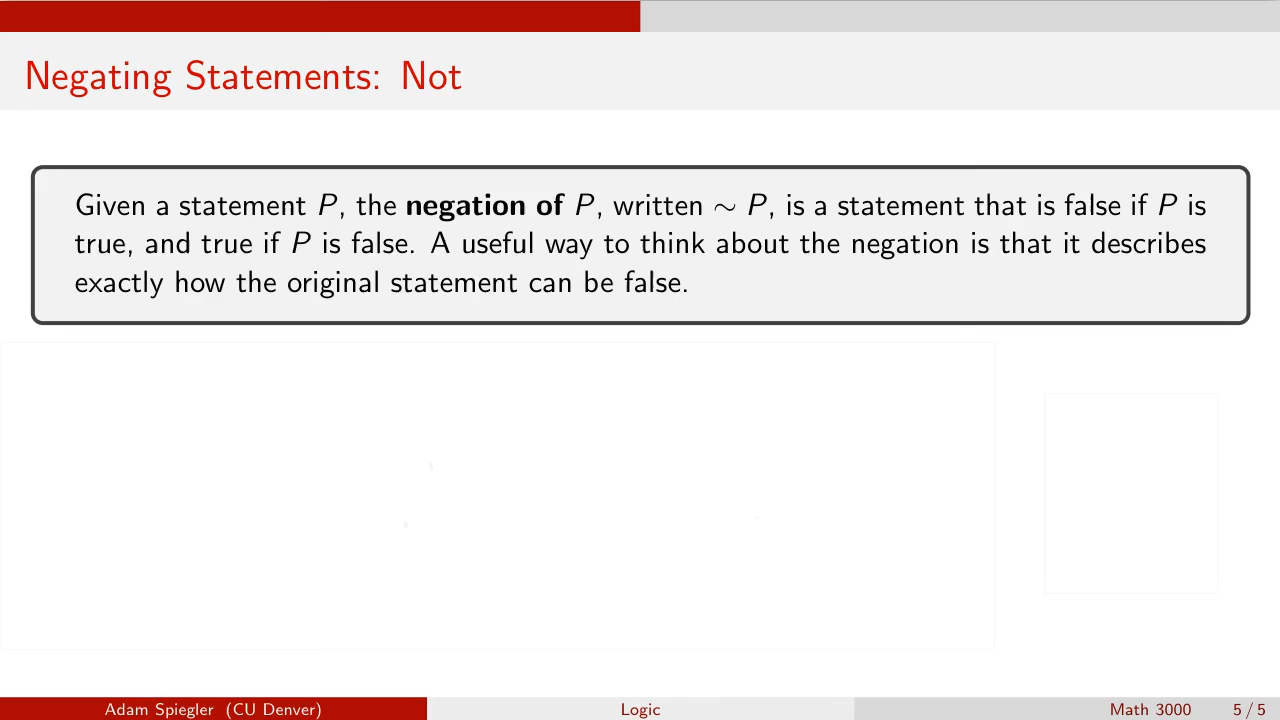 Negating Statements: Not
Given a statement P, the negation of P, written ∼ P, is a statement that is false if P is
true, and true if P is false. A useful way to think about the negation is that it describes
exactly how the original statement can be false.
Adam Spiegler (CU Denver) Logic Math 3000 5 / 5